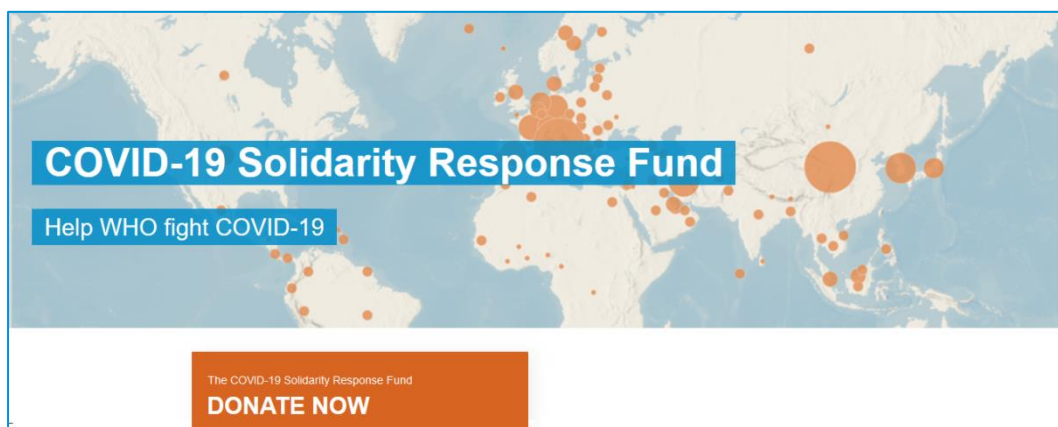 COVID-19 Solidarity Response Fund
Help WHO fight COVID-19
The COVID-19 Solidarity Response Fund
DONATE NOW